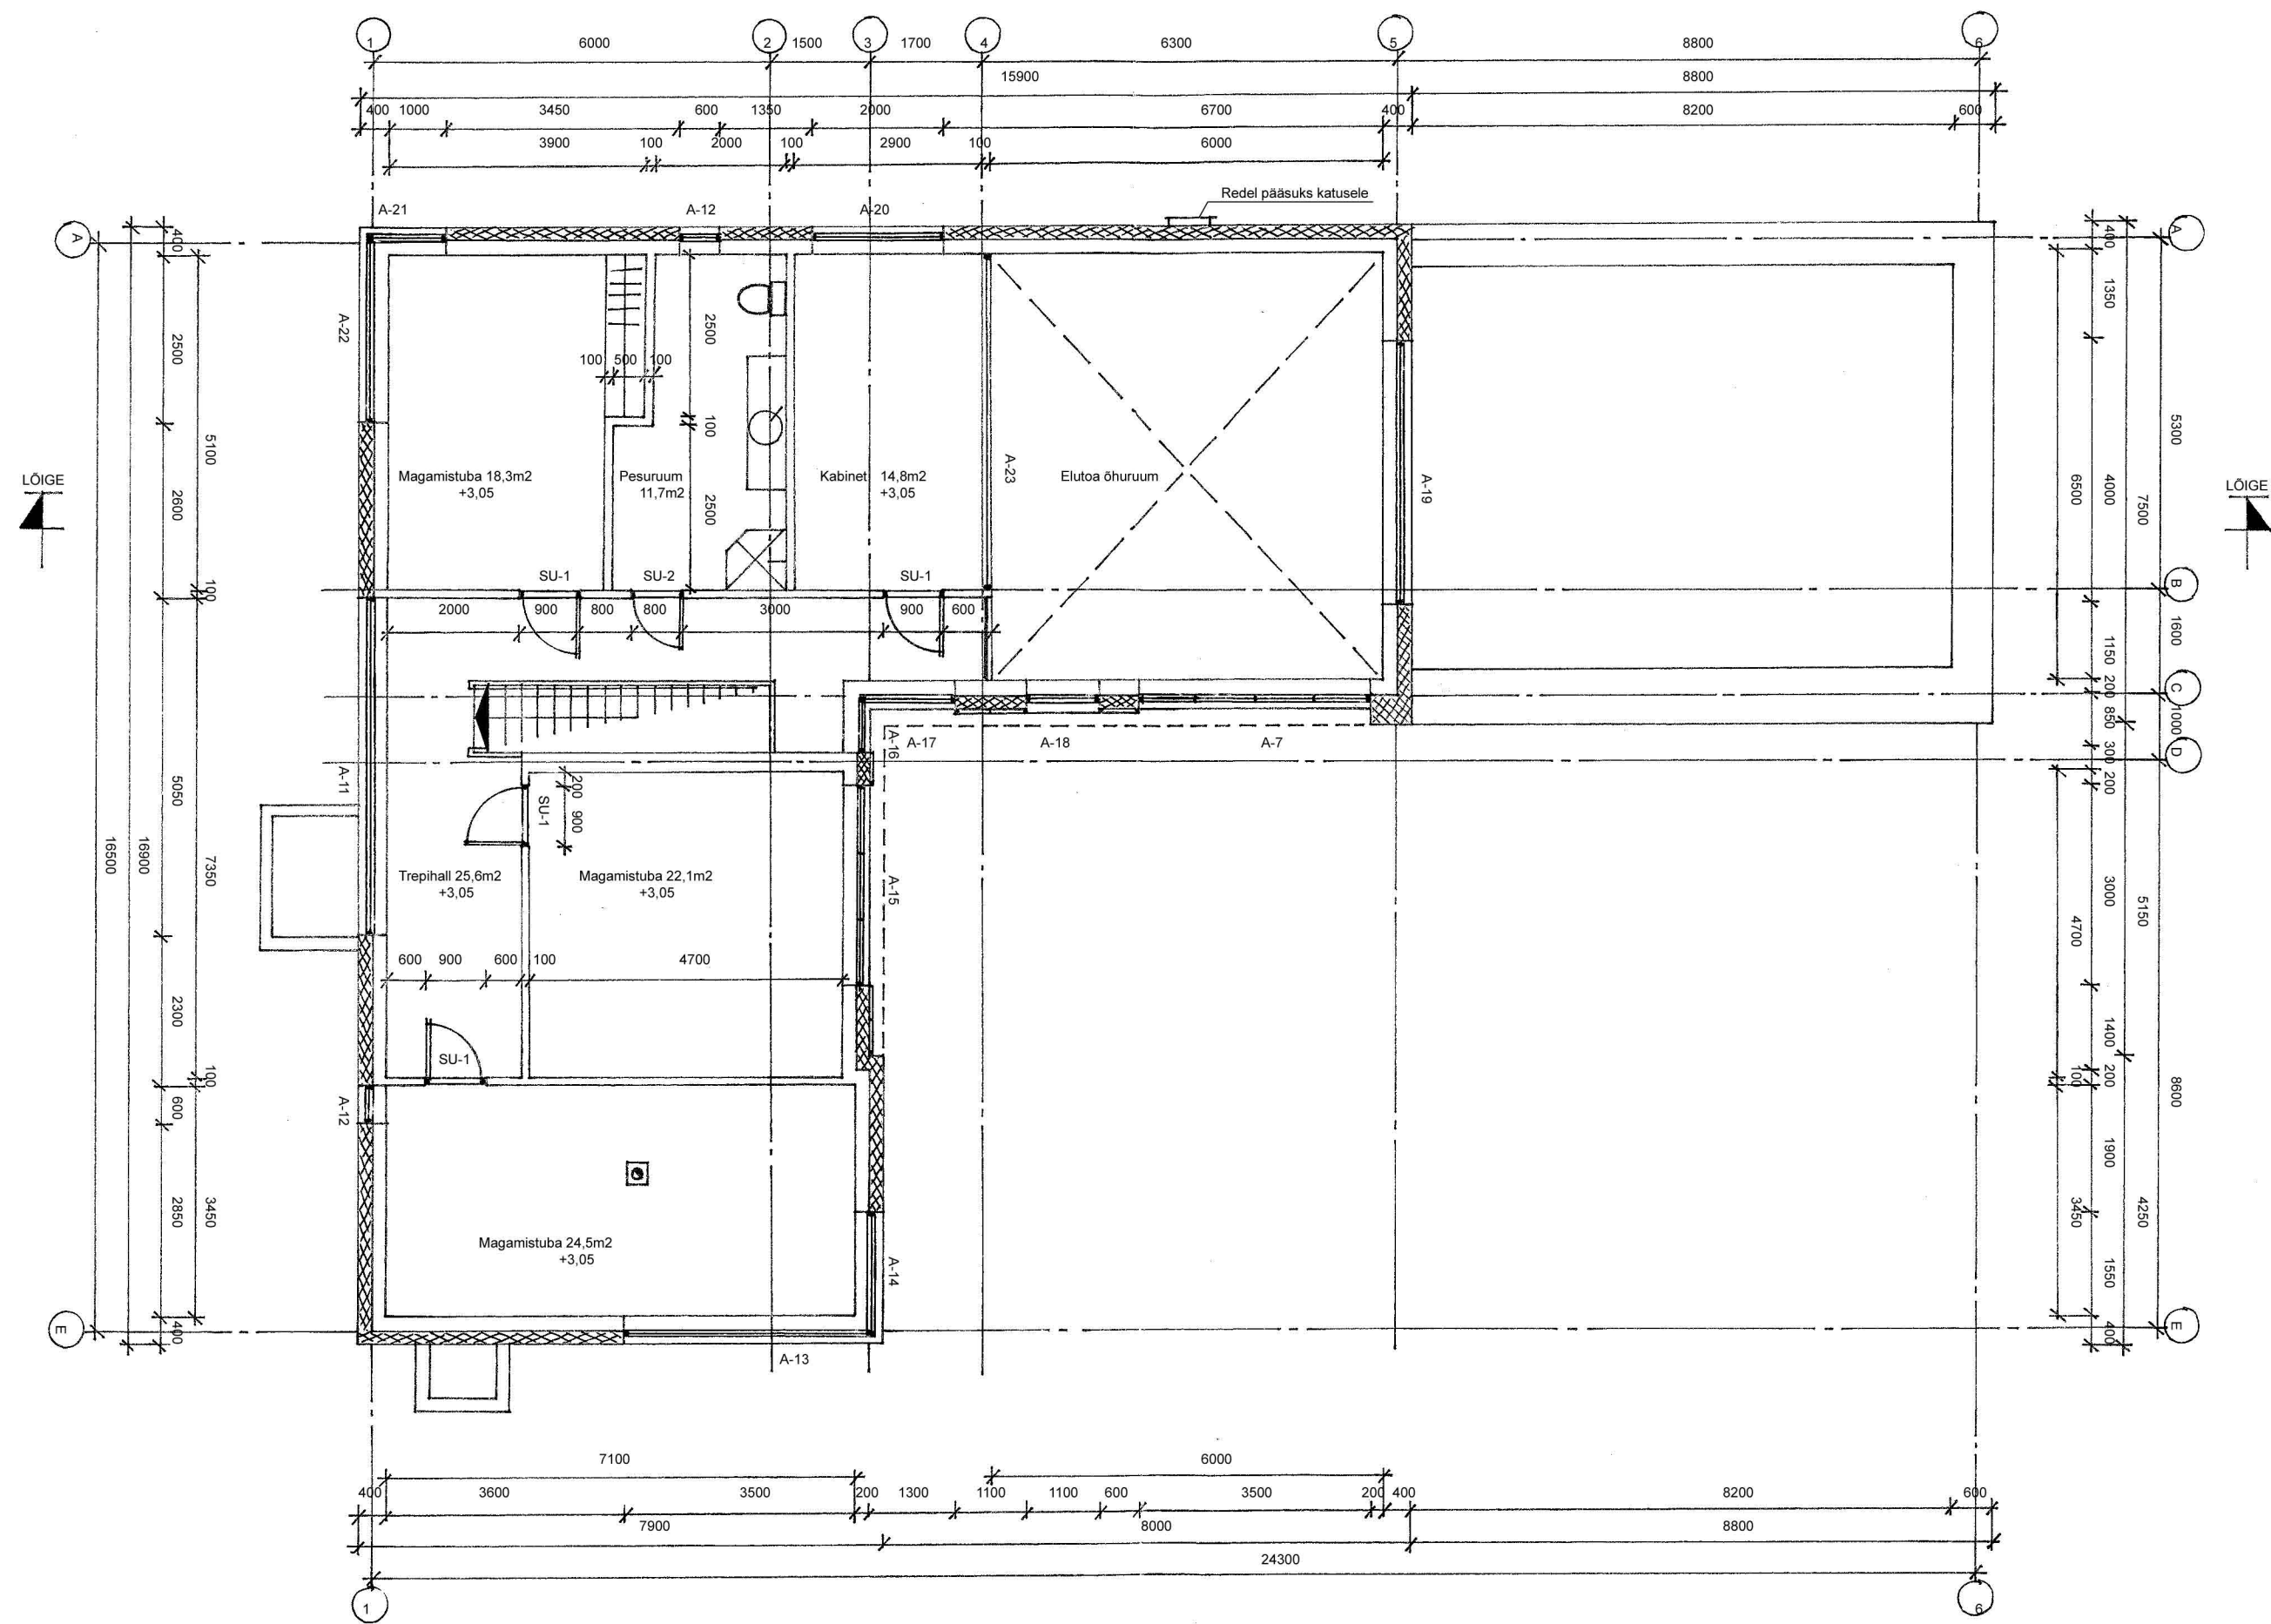 1
2
3
4
5
6
6000
1500
1700
6300
8800
15900
8800
400
1000
3450
600
1350
2000
6700
400
8200
600
3900
100
2000
100
2900
100
6000
Redel pääsuks katusele
A-21
A-12
A-20
A
A
400
400
A-22
2500
1350
2500
100 500 100
100
5100
5300
Magamistuba 18,3m2
+3,05
Pesuruum
11,7m2
Kabinet 14,8m2
+3,05
A-23
Elutoa õhuruum
A-19
6500
4000
7500
LÕIGE
LÕIGE
2600
2500
SU-1
SU-2
SU-1
100
B
2000
900
800
800
3000
900
600
1600
1150
200
C
850
1000
A-16
A-17
A-18
A-7
300
D
200
A-11
200
SU-1
900
5050
16500
16900
7350
Trepihall 25,6m2
+3,05
Magamistuba 22,1m2
+3,05
A-15
3000
4700
5150
600
900
600
100
4700
2300
1400
SU-1
100
200
100
8600
A-12
600
1900
3450
2850
3450
4250
Magamistuba 24,5m2
+3,05
A-14
1550
E
400
400
E
A-13
7100
6000
400
3600
3500
200
1300
1100
1100
600
3500
200
400
8200
600
7900
8000
8800
24300
1
6